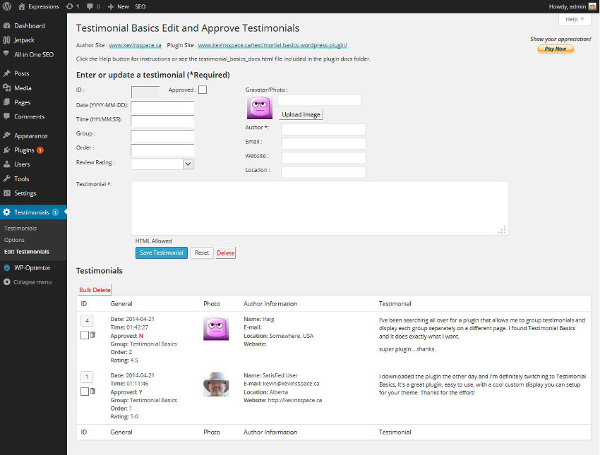 Expressions 1 0 + New SEO Howdy, admin
Help
Dashboard
Jetpack
All in One SEO
Posts
Media
Pages
Comments
Appearance
Plugins 1
Users
Tools
Settings
Testimonials 1
Testimonials
Options
Edit Testimonials
WP-Optimize
Collapse menu
Testimonial Basics Edit and Approve Testimonials
Show your appreciation!
Pay Now
Author Site : www.kevinsspace.ca Plugin Site : www.kevinsspace.ca/testimonial-basics-wordpress-plugin/
Click the Help button for instructions or see the testimonial_basics_docs.html file included in the plugin docs folder.
Enter or update a testimonial (*Required)
ID : Approved :
Date (YYYY-MM-DD):
Time (HH:MM:SS):
Group :
Order :
Review Rating :
Gravatar/Photo :
Upload Image
Author * :
Email :
Website :
Location :
Testimonial * :
HTML Allowed
Save Testimonial Reset Delete
Testimonials
Bulk Delete
ID General Photo Author Information Testimonial
4
Date: 2014-04-21
Time: 01:42:27
Approved: N
Group: Testimonial Basics
Order: 2
Rating: 4.5
Name: Haig
E-mail:
Location: Somewhere, USA
Website:
I've been searching all over for a plugin that allows me to group testimonials and
display each group separately on a different page. I found Testimonial Basics
and it does exactly what I want.
super plugin... thanks.
1
Date: 2014-04-21
Time: 01:11:46
Approved: Y
Group: Testimonial Basics
Order: 1
Rating: 5.0
Name: Satisfied User
E-mail: kevin@kevinsspace.ca
Location: Alberta
Website: http://kevinsspace.ca
I downloaded the plugin the other day and I'm definitely switching to Testimonial
Basics, It's a great plugin, easy to use, with a cool custom display you can setup
for your theme. Thanks for the effort!
ID General Photo Author Information Testimonial